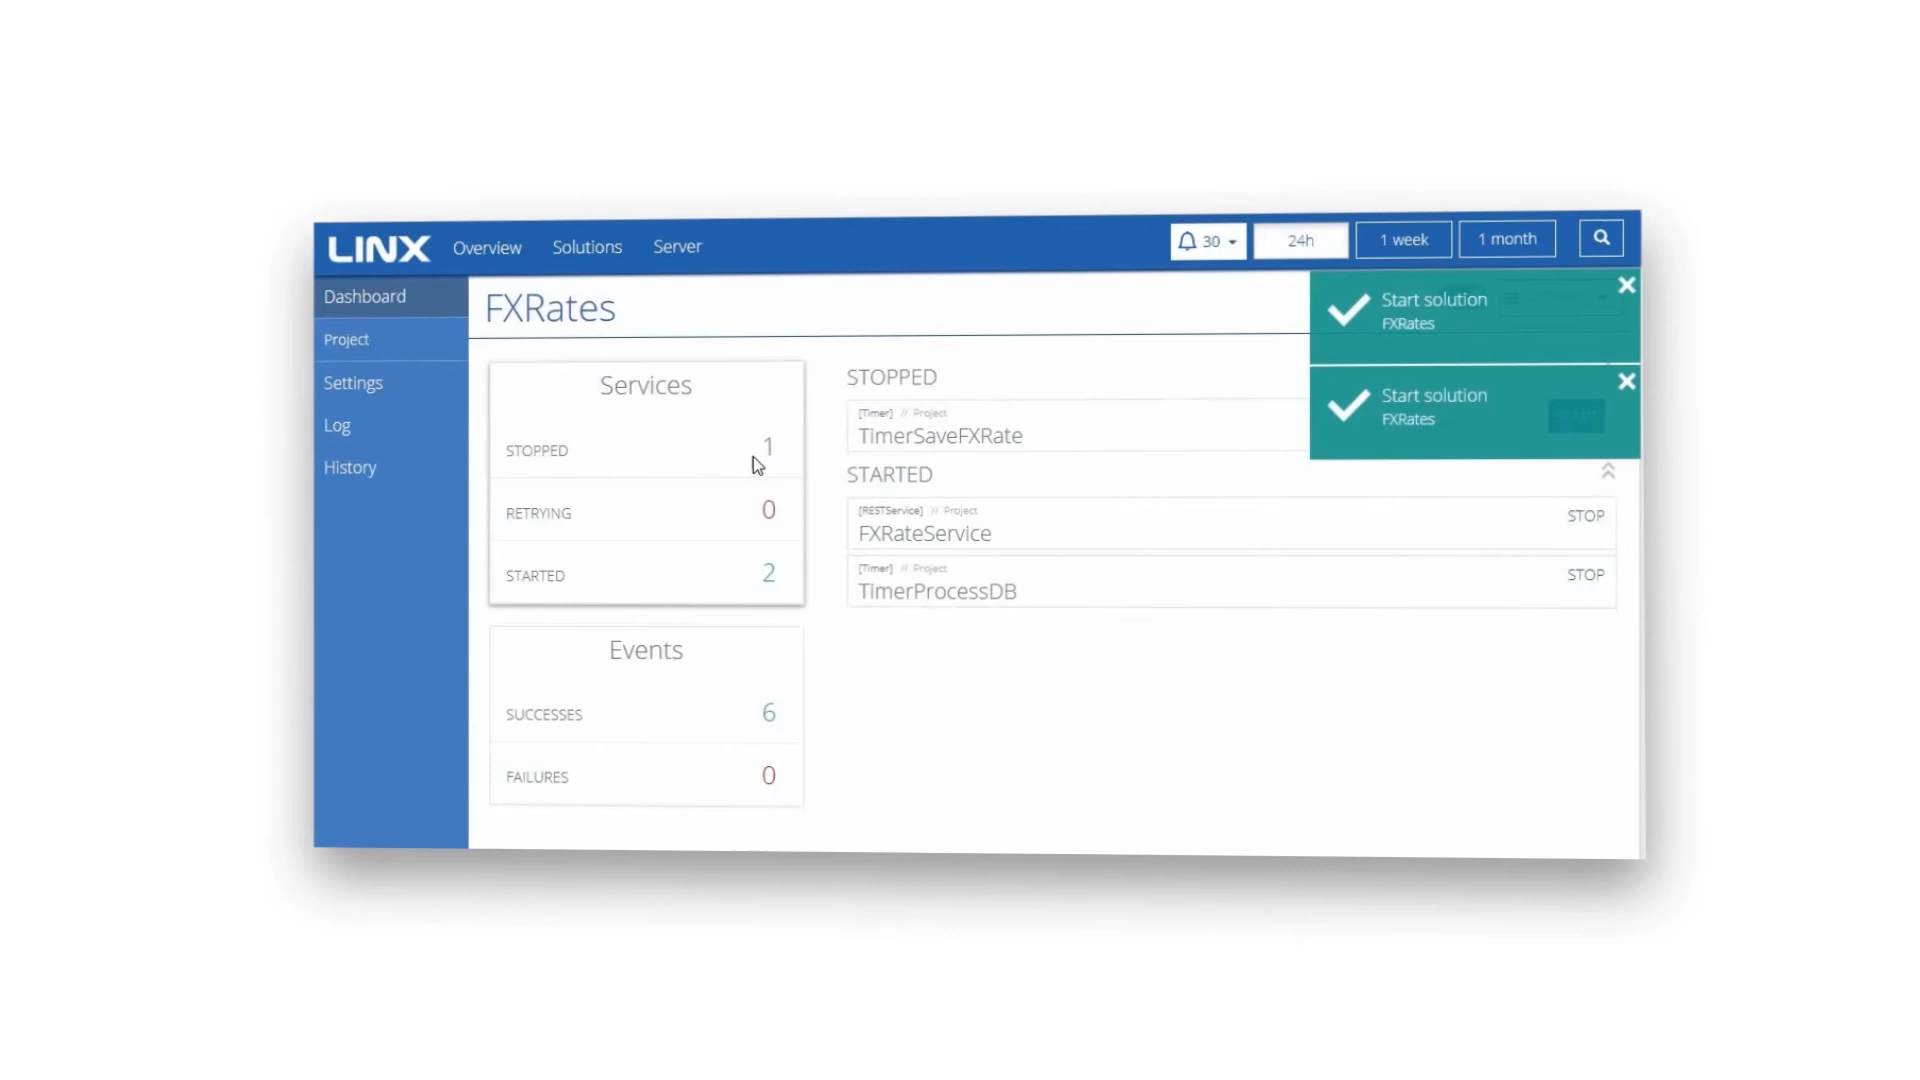 LINX
Overview Solutions Server
30
24h
1 week
1 month
Dashboard
Project
Settings
Log
History
FXRates
Services
STOPPED 1
RETRYING 0
STARTED 2
Events
SUCCESSES 6
FAILURES 0
STOPPED
[Timer] // Project
TimerSaveFXRate
STARTED
[RESTService] // Project
FXRateService
STOP
[Timer] // Project
TimerProcessDB
STOP
Start solution
FXRates
Start solution
FXRates